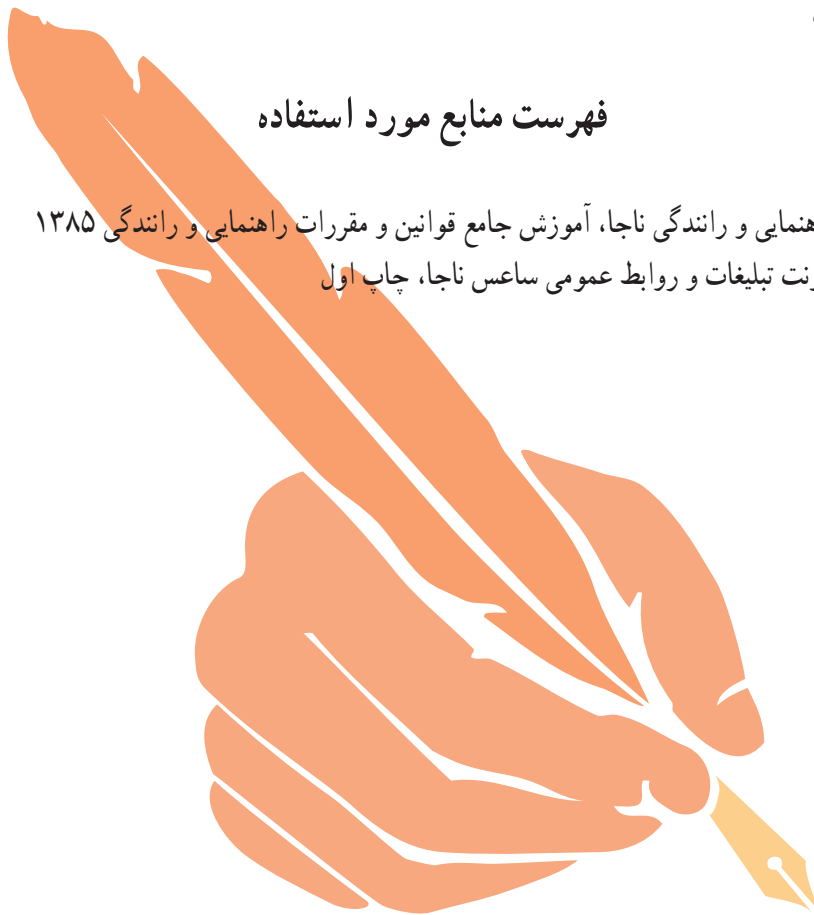 فهرست منابع مورد استفاده
هنمایی و رانندگی ناجا، آموزش جامع قوانین و مقررات راهنمایی و رانندگی ۱۳۸۵
نت تبلیغات و روابط عمومی ساعس ناجا، چاپ اول